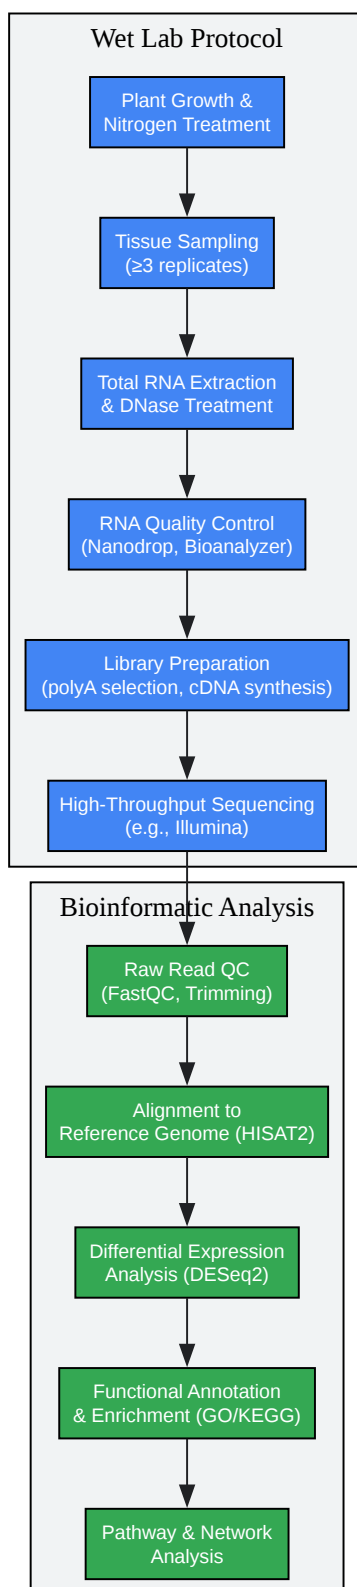 Wet Lab Protocol
Plant Growth &
Nitrogen Treatment
Tissue Sampling
(≥3 replicates)
Total RNA Extraction
& DNase Treatment
RNA Quality Control
(Nanodrop, Bioanalyzer)
Library Preparation
(polyA selection, cDNA synthesis)
High-Throughput Sequencing
(e.g., Illumina)
Bioinformatic Analysis
Raw Read QC
(FastQC, Trimming)
Alignment to
Reference Genome (HISAT2)
Differential Expression
Analysis (DESeq2)
Functional Annotation
& Enrichment (GO/KEGG)
Pathway & Network
Analysis